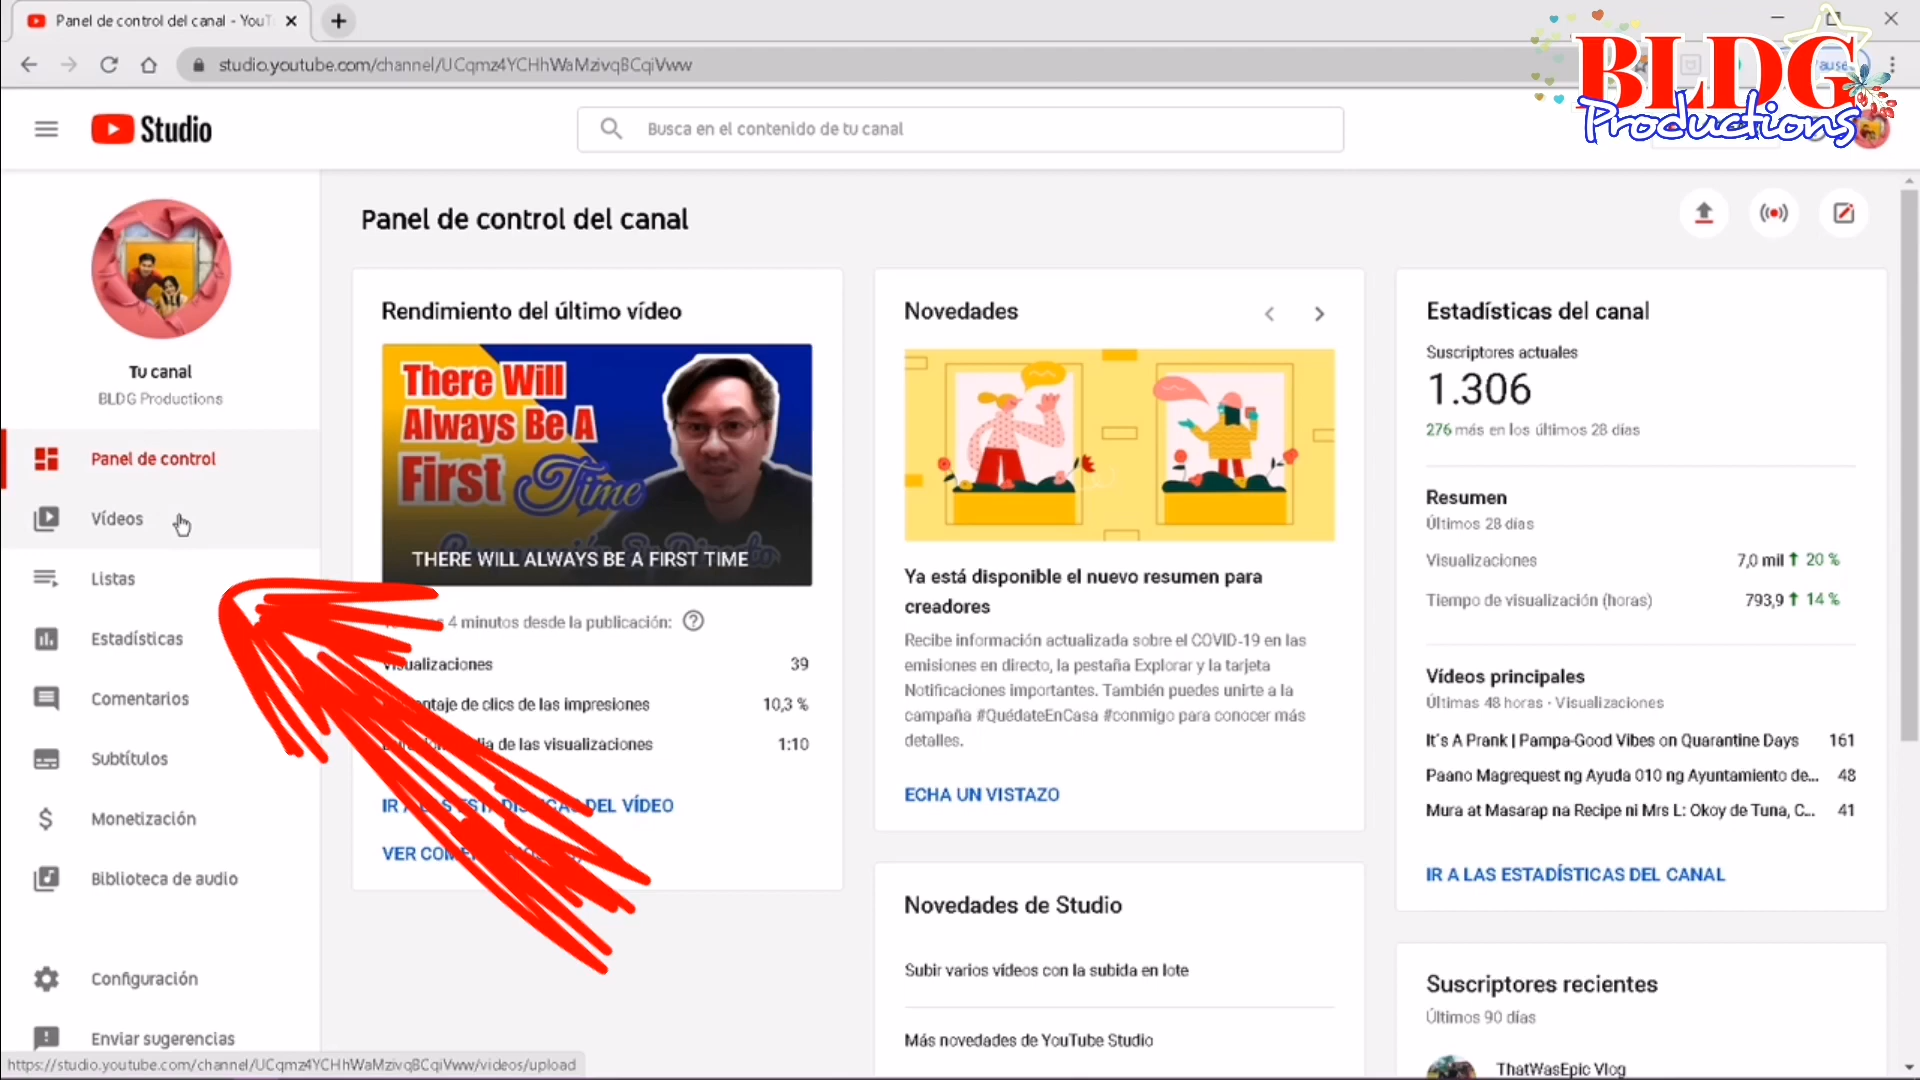 Panel de control del canal - YouT
studio.youtube.com/channel/UCqmz4YCHhWaMzivqBCqiVww
BLDG
Productions
Studio
Busca en el contenido de tu canal
Panel de control del canal
Tu canal
BLDG Productions
Panel de control
Vídeos
Listas
Estadísticas
Comentarios
Subtítulos
Monetización
Biblioteca de audio
Configuración
Enviar sugerencias
https://studio.youtube.com/channel/UCqmz4YCHhWaMzivqBCqiVww/videos/upload
Rendimiento del último vídeo
There Will
Always Be A
First Time
THERE WILL ALWAYS BE A FIRST TIME
4 minutos desde la publicación:
Visualizaciones 39
de clics de las impresiones 10,3 %
de las visualizaciones 1:10
IR A LAS ESTADÍSTICAS DEL VÍDEO
VER
Novedades
Ya está disponible el nuevo resumen para
creadores
Recibe información actualizada sobre el COVID-19 en las
emisiones en directo, la pestaña Explorar y la tarjeta
Notificaciones importantes. También puedes unirte a la
campaña #QuédateEnCasa #conmigo para conocer más
detalles.
ECHA UN VISTAZO
Novedades de Studio
Subir varios vídeos con la subida en lote
Más novedades de YouTube Studio
Estadísticas del canal
Suscriptores actuales
1.306
276 más en los últimos 28 días
Resumen
Últimos 28 días
Visualizaciones 7,0 mil 20 %
Tiempo de visualización (horas) 793,9 14 %
Vídeos principales
Últimas 48 horas · Visualizaciones
It's A Prank | Pampa-Good Vibes on Quarantine Days 161
Paano Magrequest ng Ayuda 010 ng Ayuntamiento de... 48
Mura at Masarap na Recipe ni Mrs L: Okoy de Tuna, C... 41
IR A LAS ESTADÍSTICAS DEL CANAL
Suscriptores recientes
Últimos 90 días
ThatWasEpic Vlog